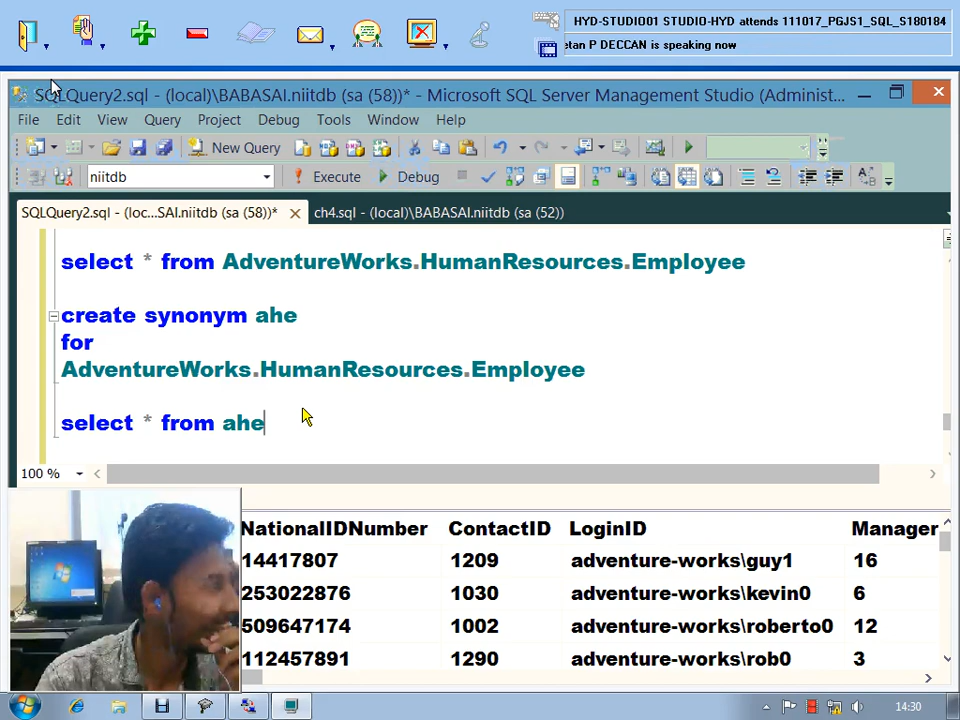 HYD-STUDIO01 STUDIO-HYD attends 111017_PGJS1_SQL_S180184
etan P DECCAN is speaking now
SQLQuery2.sql - (local)\BABASAI.niitdb (sa (58))* - Microsoft SQL Server Management Studio (Administ...
File Edit View Query Project Debug Tools Window Help
New Query
niitdb Execute Debug
SQLQuery2.sql - (loc...SAI.niitdb (sa (58))* ch4.sql - (local)\BABASAI.niitdb (sa (52))
select * from AdventureWorks.HumanResources.Employee
create synonym ahe
for
AdventureWorks.HumanResources.Employee
select * from ahe
100 %
NationalIDNumber ContactID LoginID Manager
14417807 1209 adventure-works\guy1 16
253022876 1030 adventure-works\kevin0 6
509647174 1002 adventure-works\roberto0 12
112457891 1290 adventure-works\rob0 3
14:30